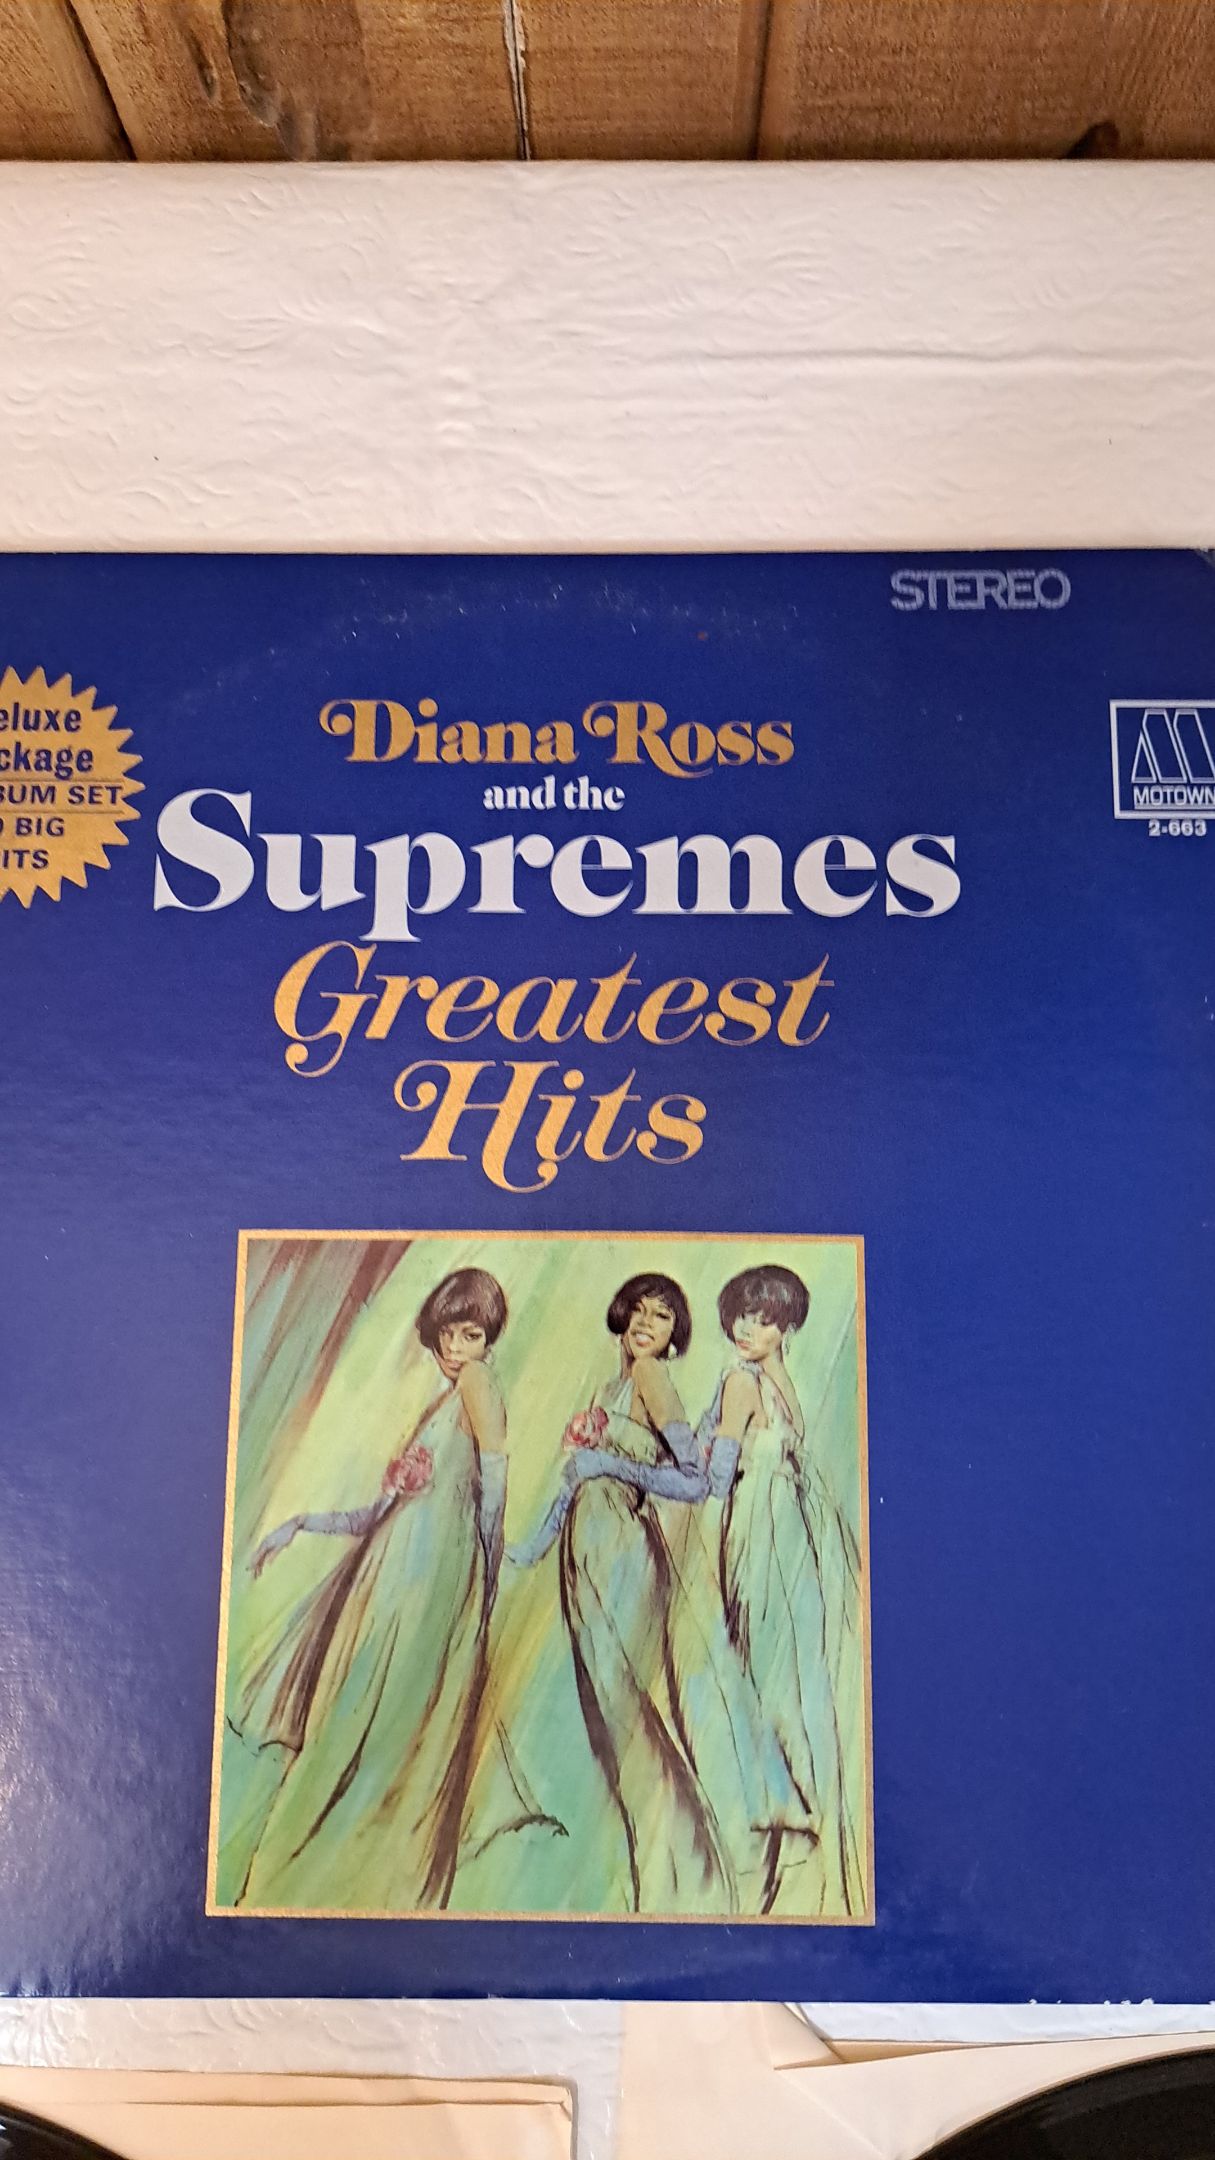 STEREO
eluxe
ckage
BUM SET
BIG
ITS
Diana Ross
and the
Supremes
Greatest
Hits
MOTOWN
2-663